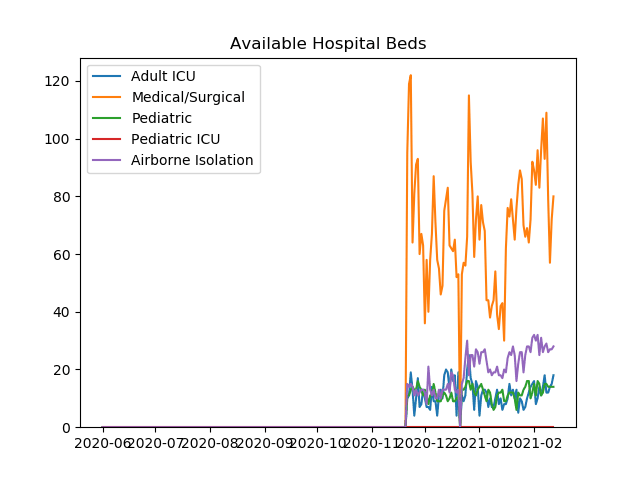 Available Hospital Beds
Adult ICU
Medical/Surgical
Pediatric
Pediatric ICU
Airborne Isolation
120
100
80
60
40
20
0
2020-06 2020-07 2020-08 2020-09 2020-10 2020-11 2020-12 2021-01 2021-02